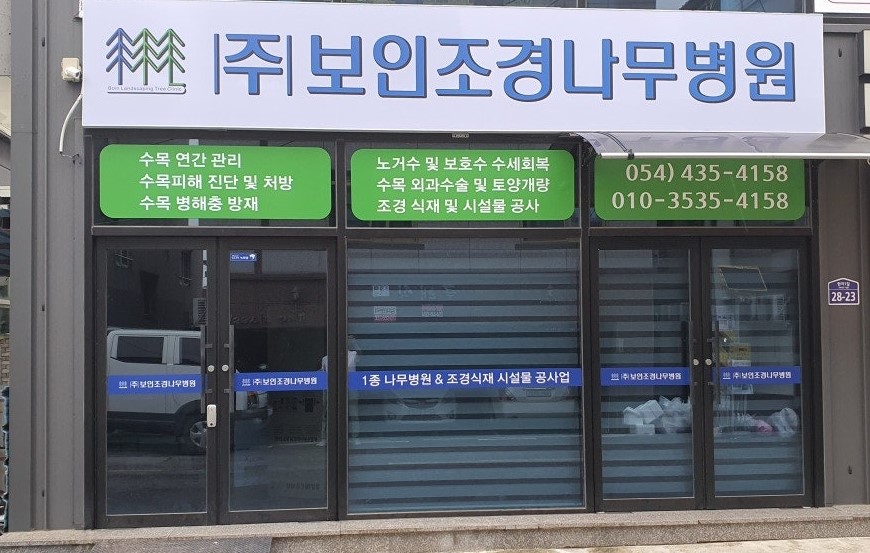 (주)보인조경나무병원
Boin Landscaping Tree Clinic
수목 연간 관리
수목피해 진단 및 처방
수목 병해충 방재
노거수 및 보호수 수세회복
수목 외과수술 및 토양개량
조경 식재 및 시설물 공사
054) 435-4158
010-3535-4158
28-23
(주)보인조경나무병원
(주)보인조경나무병원
1종 나무병원 & 조경식재 시설물 공사업
(주)보인조경나무병원
(주)보인조경나무병원